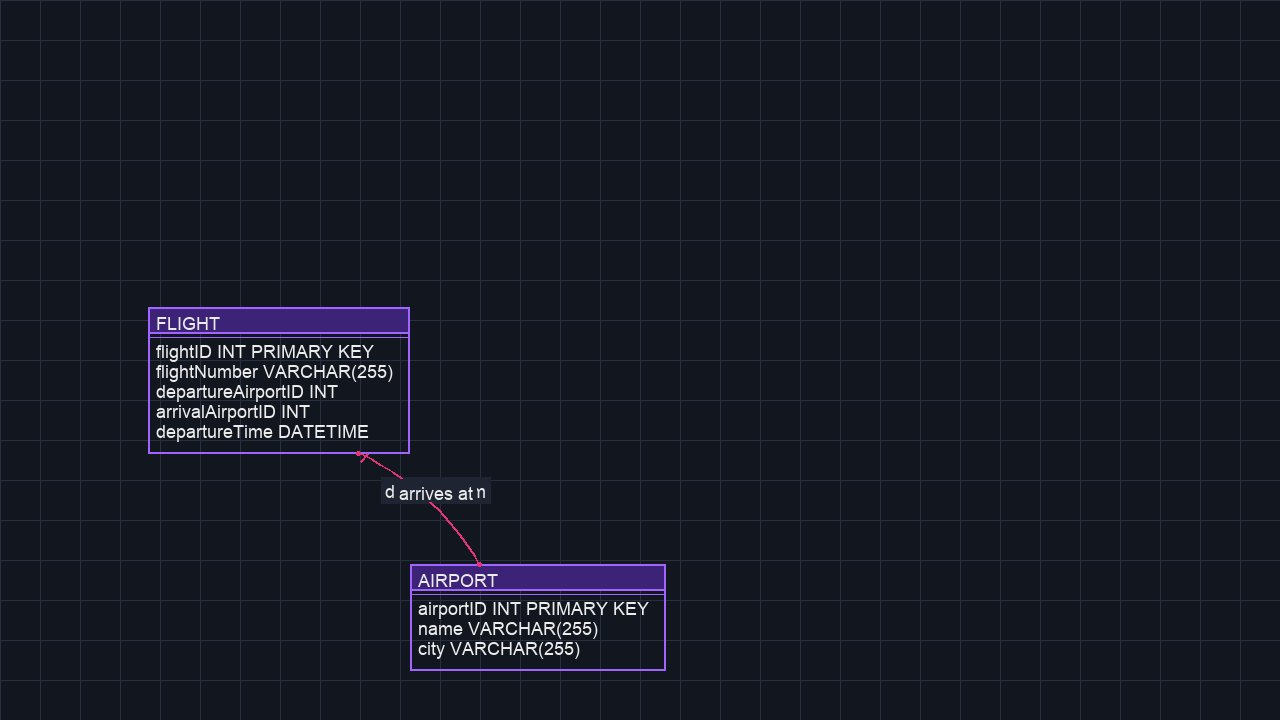 FLIGHT
flightID INT PRIMARY KEY
flightNumber VARCHAR(255)
departureAirportID INT
arrivalAirportID INT
departureTime DATETIME
arrives at
AIRPORT
airportID INT PRIMARY KEY
name VARCHAR(255)
city VARCHAR(255)